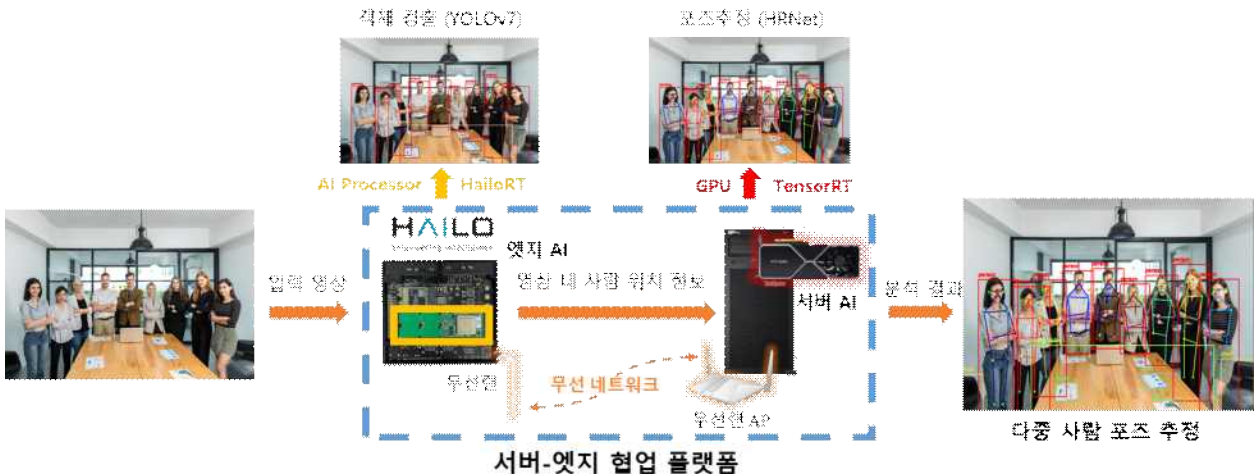 객체 검출 (YOLOv7)
포즈추정 (HRNet)
AI Processor
HailoRT
GPU
TensorRT
HAILO
엣지 AI
입력 영상
영상 내 사람 위치 정보
서버 AI
분석 결과
무선랜
무선 네트워크
무선랜 AP
다중 사람 포즈 추정
서버-엣지 협업 플랫폼